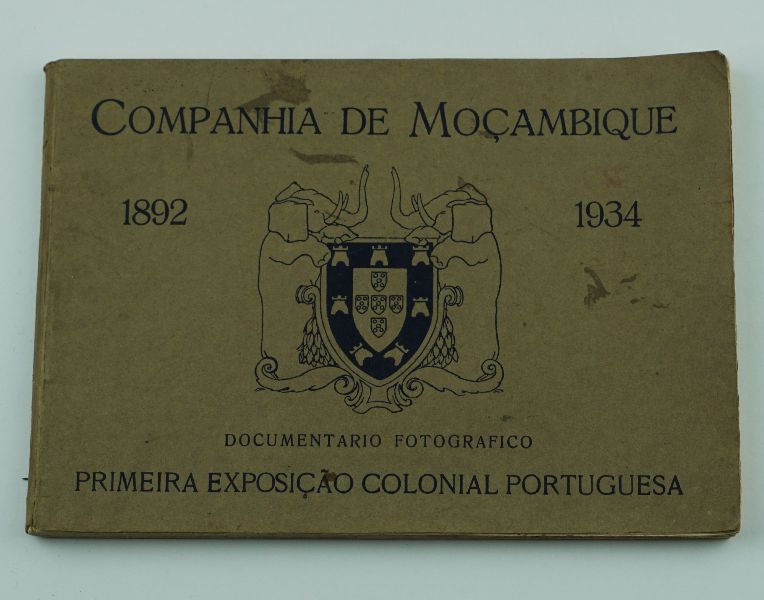 COMPANHIA DE MOÇAMBIQUE
1892 1934
DOCUMENTARIO FOTOGRAFICO
PRIMEIRA EXPOSIÇÃO COLONIAL PORTUGUESA